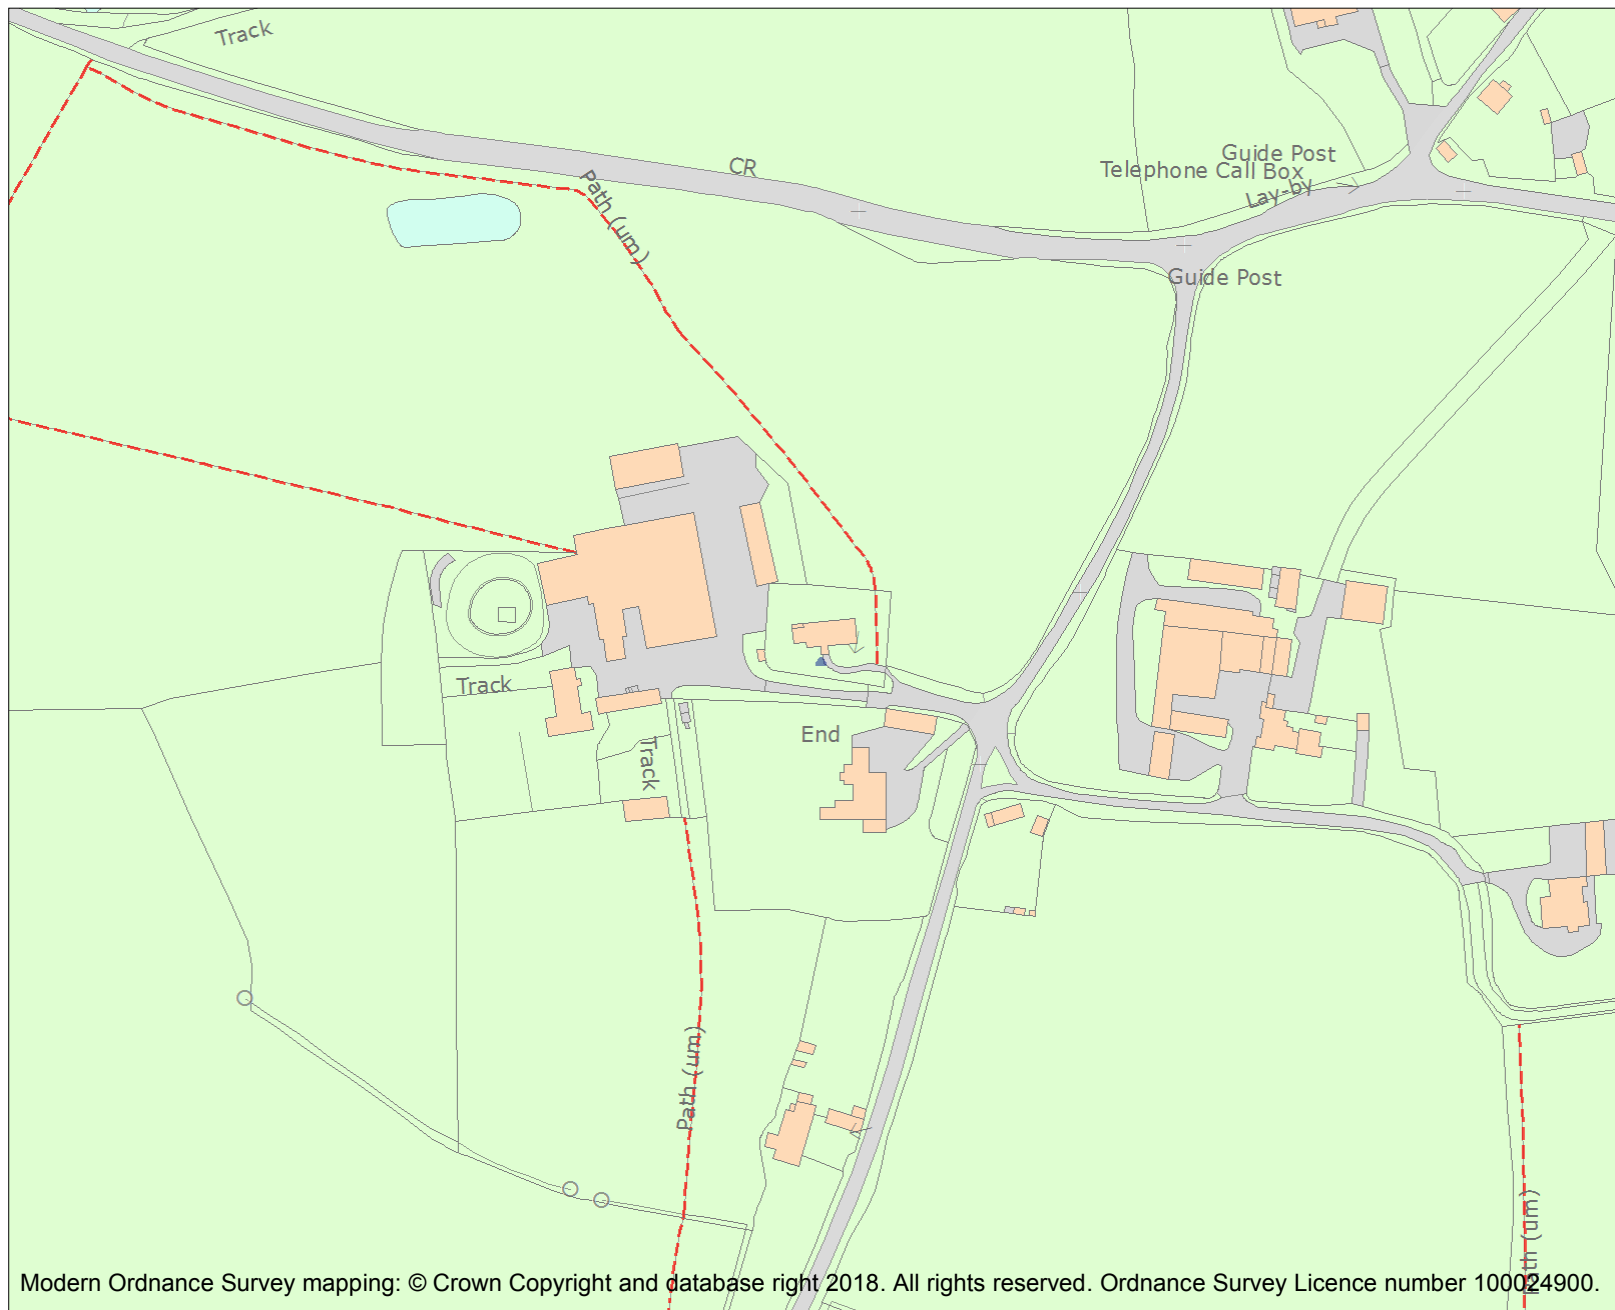 Track
CR
Guide Post
Telephone Call Box
Lay-by
Path (um)
Guide Post
Track
End
Track
Path (um)
Path (um)
Modern Ordnance Survey mapping: © Crown Copyright and database right 2018. All rights reserved. Ordnance Survey Licence number 100024900.